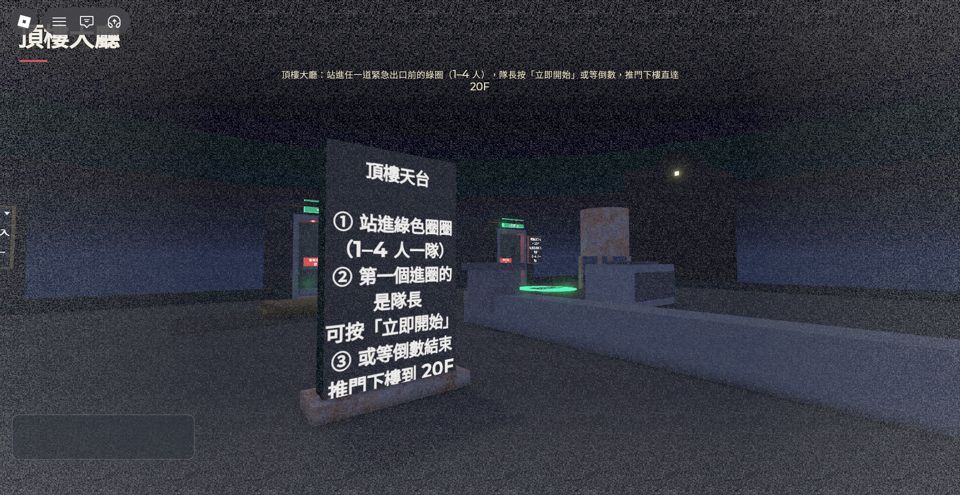 頂樓大廳
頂樓大廳：站進任一道緊急出口前的綠圈（1–4 人），隊長按「立即開始」或等倒數，推門下樓直達
20F
頂樓天台
① 站進綠色圈圈
（1–4 人一隊）
② 第一個進圈的
是隊長
可按「立即開始」
③ 或等倒數結束
推門下樓到 20F
入